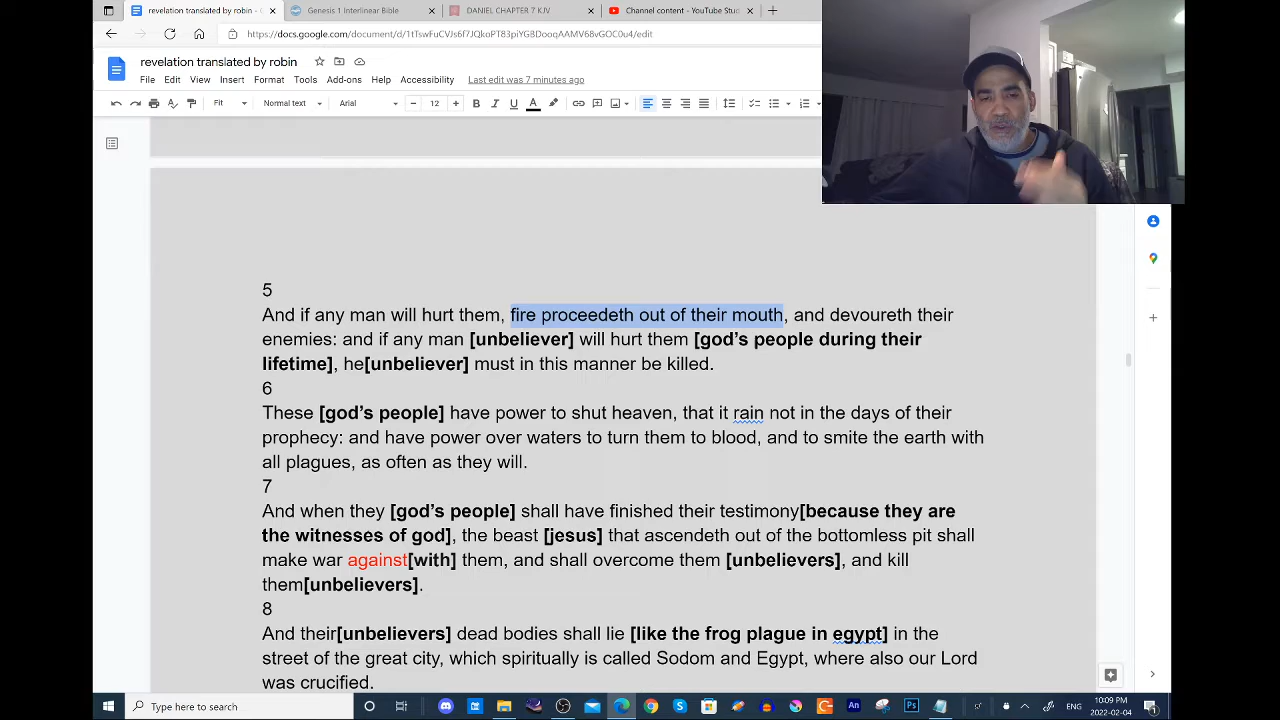 revelation translated by robin
Genesis 1 Interlinear Bible
DANIEL CHAPTER 7 KJV
Channel content - YouTube Stud
https://docs.google.com/document/d/1tTswFuCVJs6f7JQkoPT83piYGBDooqAAMV68vGOC0u4/edit
revelation translated by robin
File Edit View Insert Format Tools Add-ons Help Accessibility Last edit was 7 minutes ago
Fit Normal text Arial 12 B I U A
5
And if any man will hurt them, fire proceedeth out of their mouth, and devoureth their
enemies: and if any man [unbeliever] will hurt them [god's people during their
lifetime], he[unbeliever] must in this manner be killed.
6
These [god's people] have power to shut heaven, that it rain not in the days of their
prophecy: and have power over waters to turn them to blood, and to smite the earth with
all plagues, as often as they will.
7
And when they [god's people] shall have finished their testimony[because they are
the witnesses of god], the beast [jesus] that ascendeth out of the bottomless pit shall
make war against[with] them, and shall overcome them [unbelievers], and kill
them[unbelievers].
8
And their[unbelievers] dead bodies shall lie [like the frog plague in egypt] in the
street of the great city, which spiritually is called Sodom and Egypt, where also our Lord
was crucified.
Type here to search
ENG
10:09 PM
2022-02-04